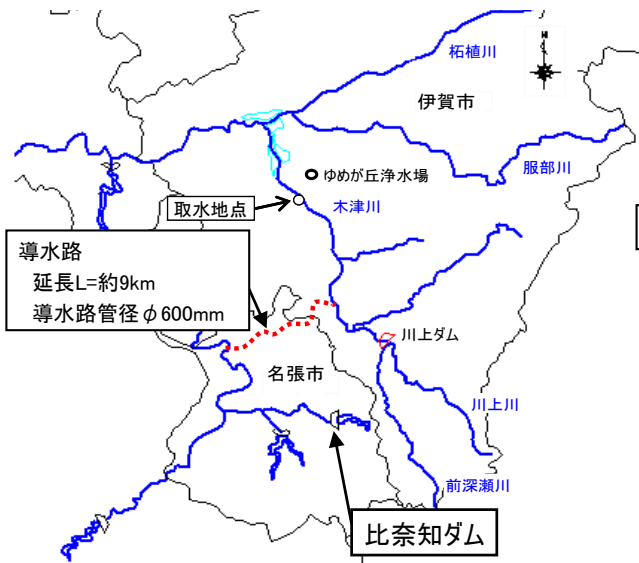 柘植川
N
伊賀市
服部川
ゆめが丘浄水場
取水地点
木津川
導水路
延長L=約9km
導水路管径φ600mm
川上ダム
名張市
川上川
前深瀬川
比奈知ダム